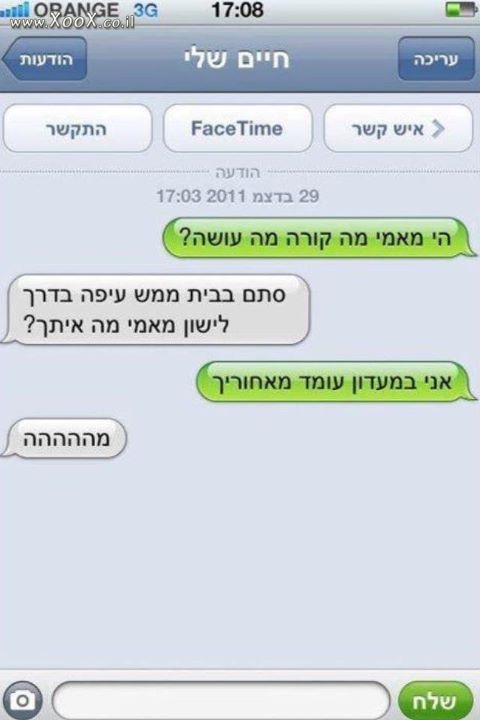 ORANGE 3G 17:08
www.XooX.co.il
הודעות חיים שלי עריכה
התקשר FaceTime איש קשר
הודעה
29 בדצמ 2011 17:03
הי מאמי מה קורה מה עושה?
סתם בבית ממש עיפה בדרך
לישון מאמי מה איתך?
אני במעדון עומד מאחוריך
מההההה
שלח